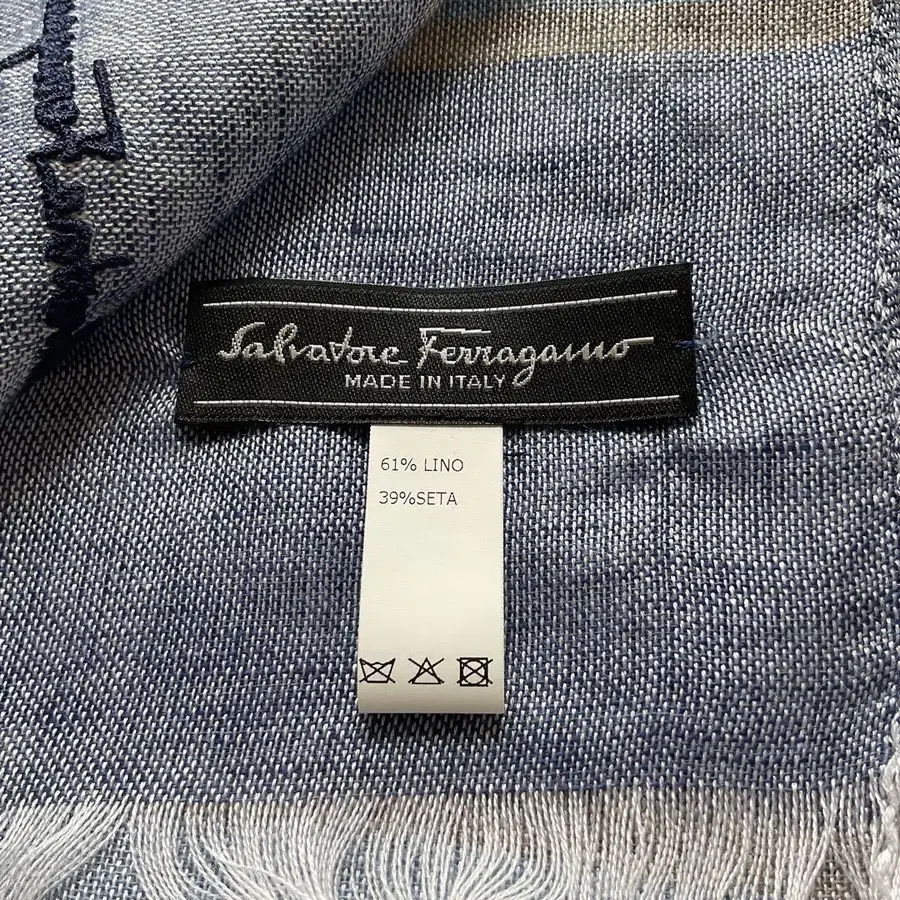 Salvatore Ferragamo
MADE IN ITALY
61% LINO
39%SETA